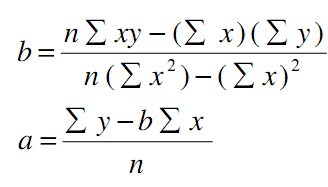 b = n ∑ xy − (∑ x)(∑ y) / n(∑ x²) − (∑ x)²
a = ∑ y − b ∑ x / n